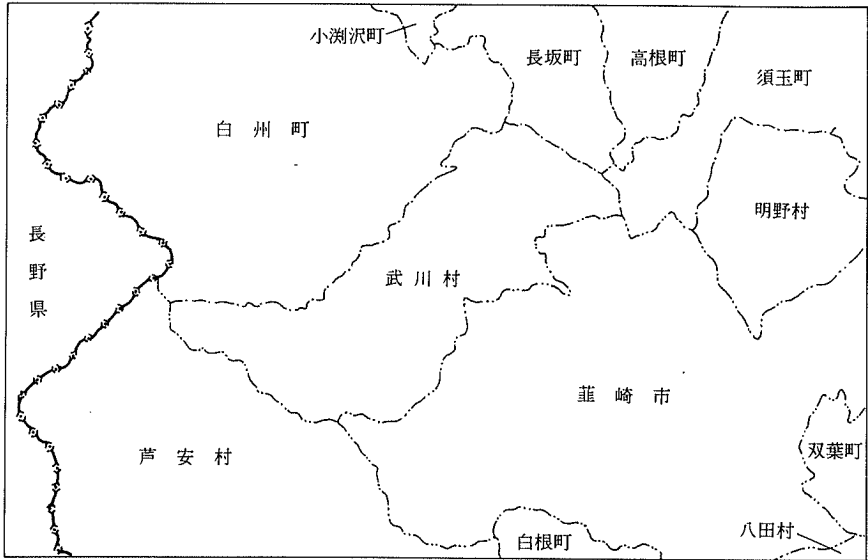 小渕沢町
長坂町
高根町
須玉町
白州町
明野村
長野県
武川村
韮崎市
芦安村
双葉町
白根町
八田村